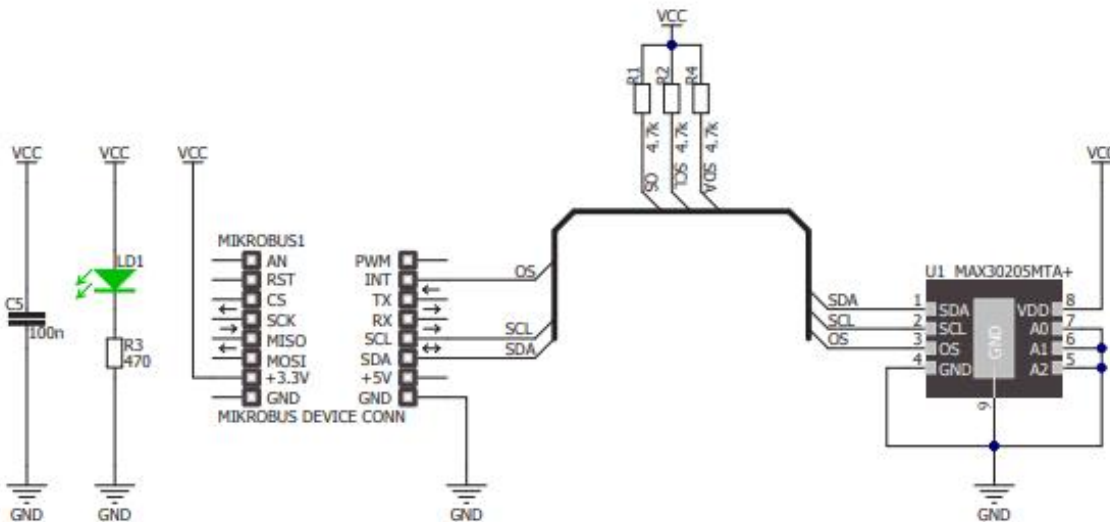 VCC
R1
R2
R4
4.7k
4.7k
4.7k
OS
SCL
SDA
VCC
VCC
VCC
VCC
MIKROBUS1
LD1
AN
PWM
RST
INT
OS
CS
TX
SCK
RX
MISO
SCL
SCL
MOSI
SDA
SDA
+3.3V
+5V
GND
GND
MIKROBUS DEVICE CONN
C5
100n
R3
470
U1 MAX30205MTA+
SDA
1
SDA
VDD
8
SCL
2
SCL
A0
7
OS
3
OS
A1
6
4
GND
A2
5
GND
9
GND
GND
GND
GND